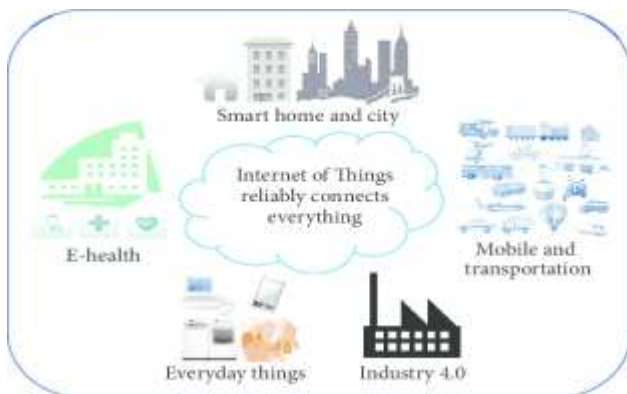 Smart home and city
Internet of Things
reliably connects
everything
E-health
Mobile and
transportation
Everyday things
Industry 4.0